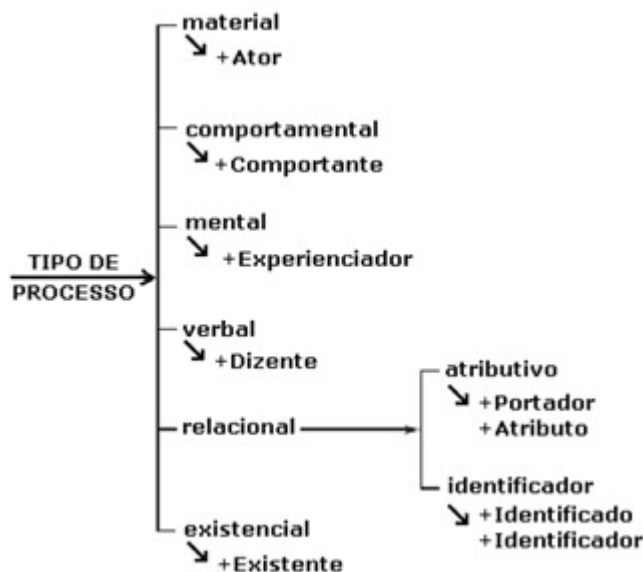 material
+Ator
comportamental
+Comportante
mental
+Experienciador
TIPO DE
PROCESSO
verbal
+Dizente
relacional
atributivo
+Portador
+Atributo
identificador
+Identificado
+Identificador
existencial
+Existente